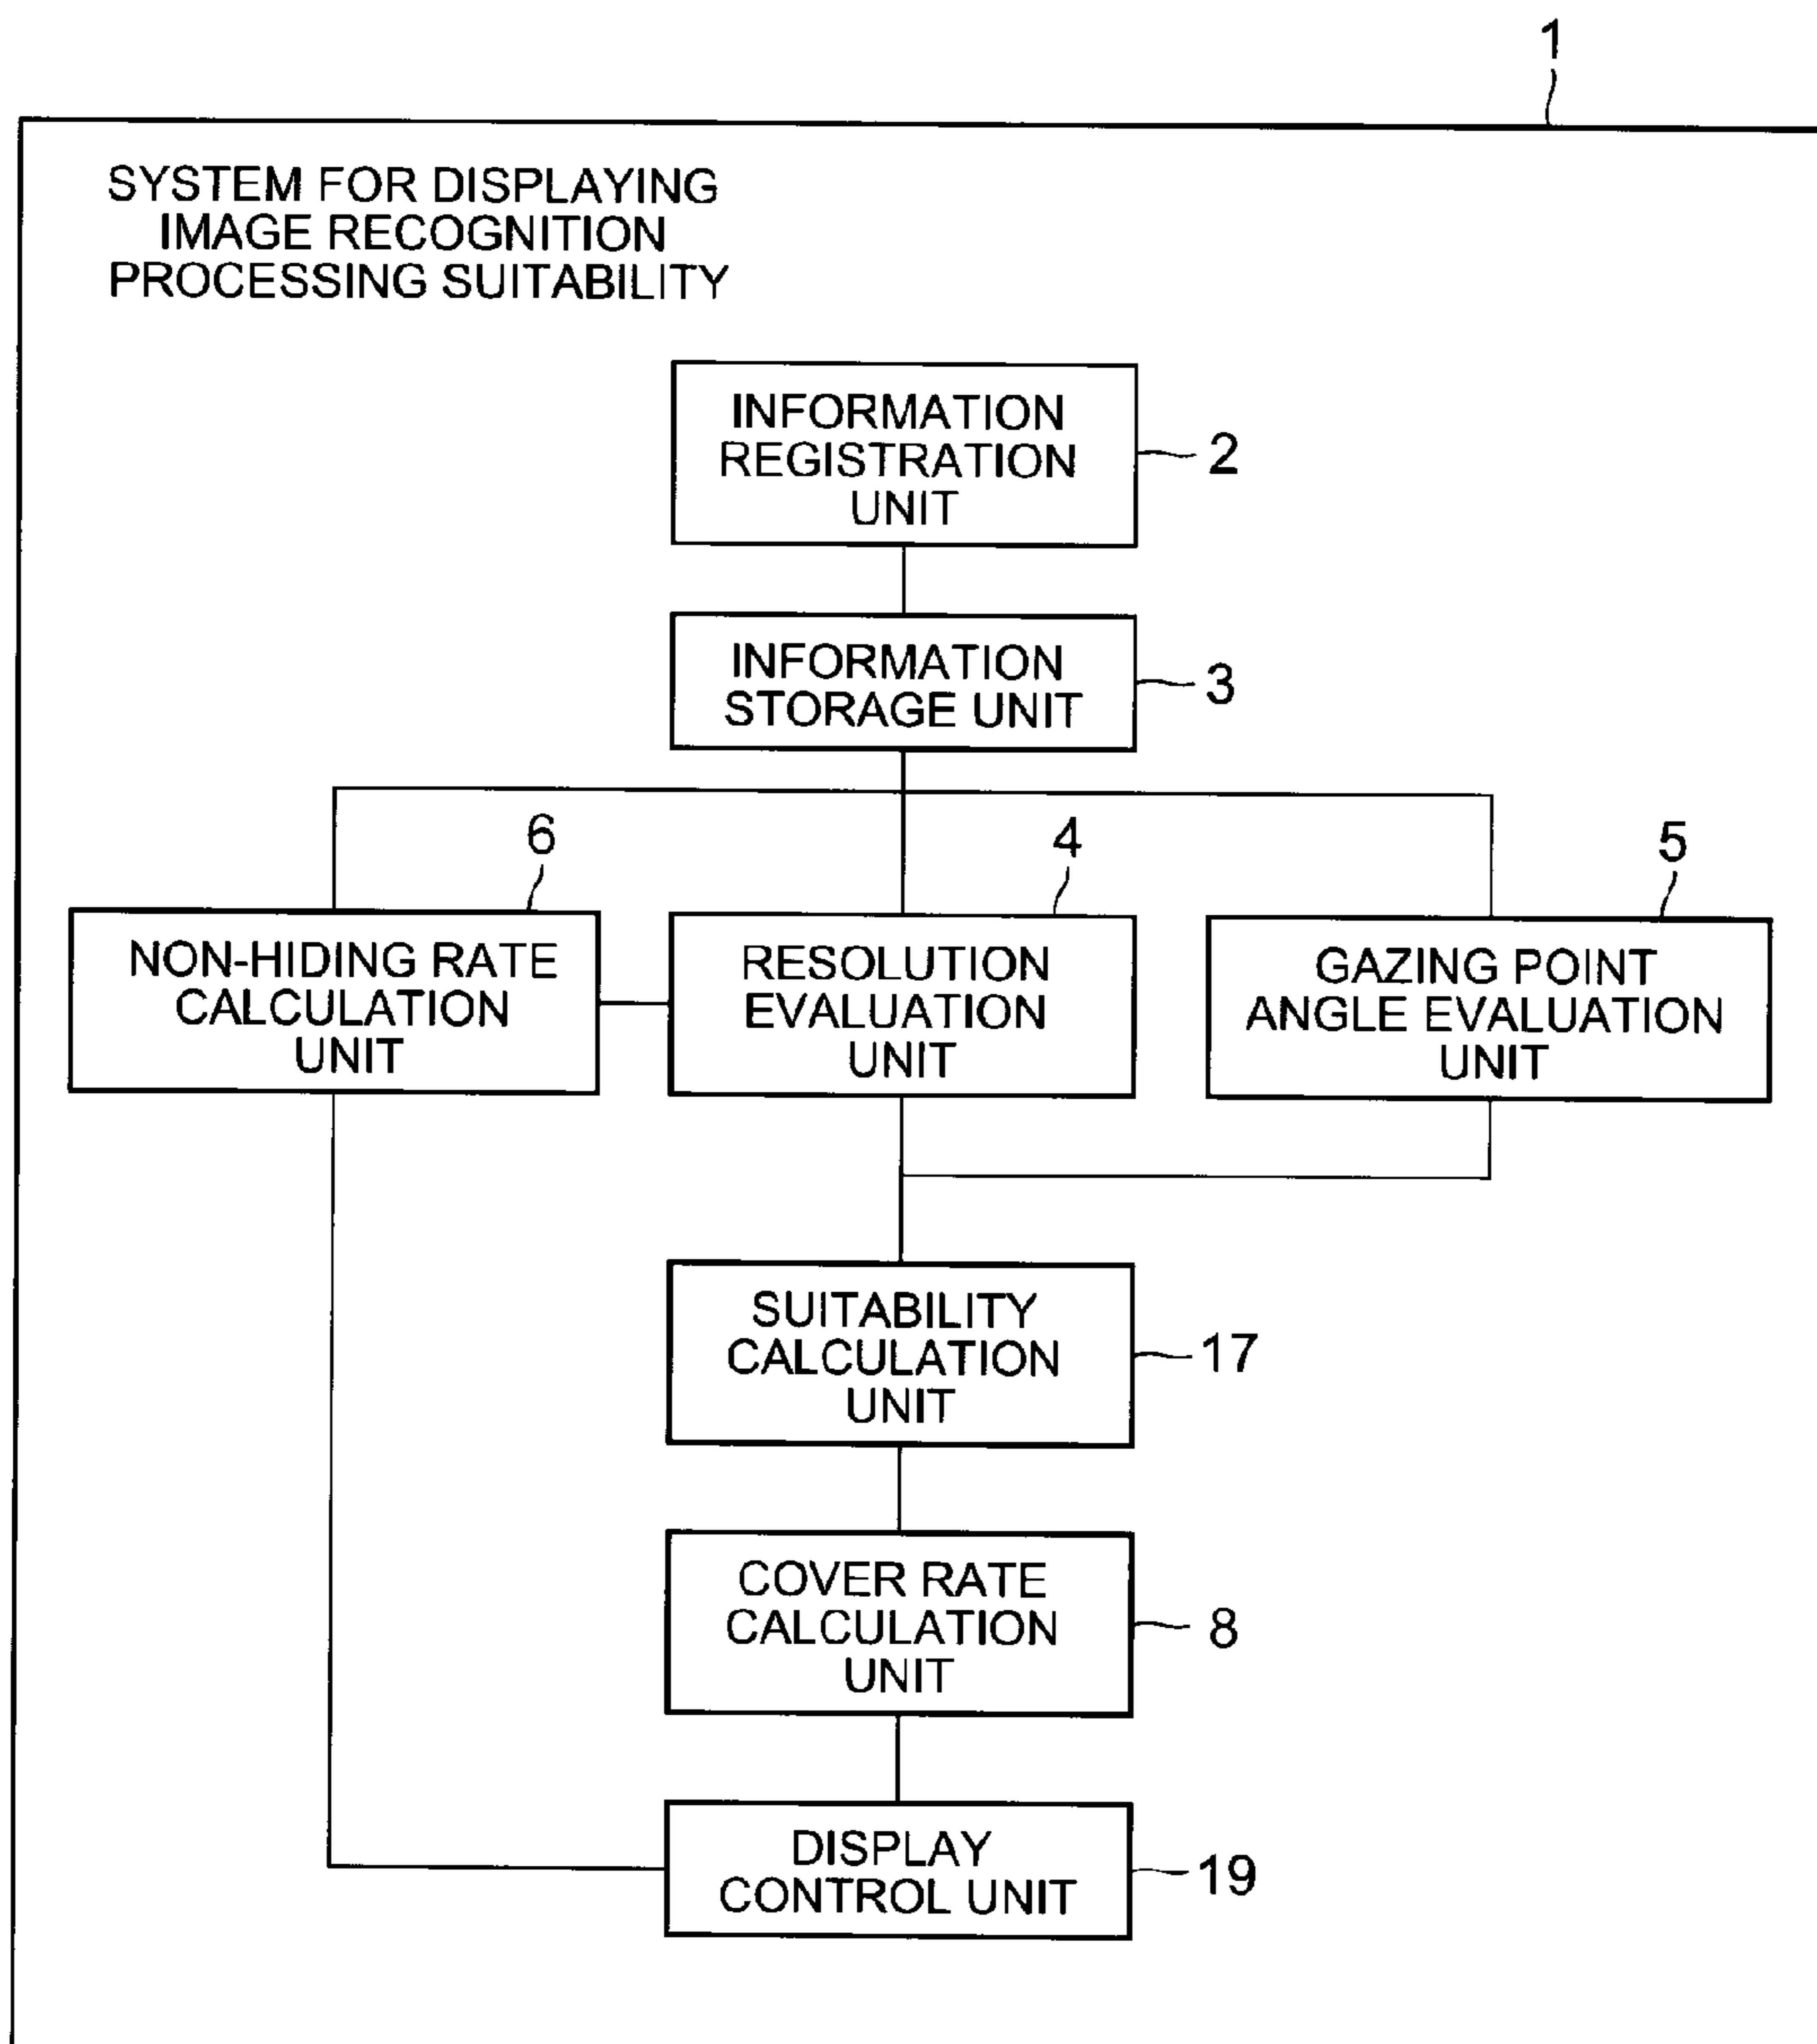 1
SYSTEM FOR DISPLAYING
IMAGE RECOGNITION
PROCESSING SUITABILITY
INFORMATION
REGISTRATION
UNIT
2
INFORMATION
STORAGE UNIT
3
6
4
5
NON-HIDING RATE
CALCULATION
UNIT
RESOLUTION
EVALUATION
UNIT
GAZING POINT
ANGLE EVALUATION
UNIT
SUITABILITY
CALCULATION
UNIT
17
COVER RATE
CALCULATION
UNIT
8
DISPLAY
CONTROL UNIT
19